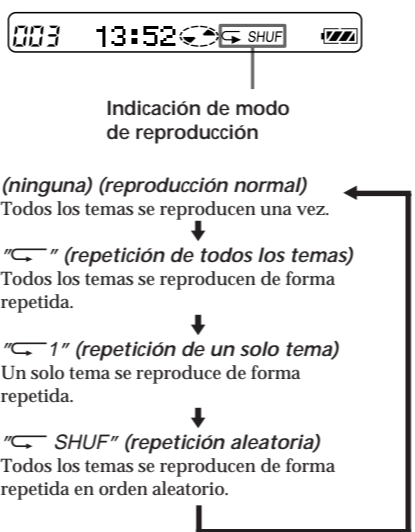 003 13:52 SHUF
Indicación de modo
de reproducción
(ninguna) (reproducción normal)
Todos los temas se reproducen una vez.
" " (repetición de todos los temas)
Todos los temas se reproducen de forma
repetida.
" 1" (repetición de un solo tema)
Un solo tema se reproduce de forma
repetida.
" SHUF" (repetición aleatoria)
Todos los temas se reproducen de forma
repetida en orden aleatorio.